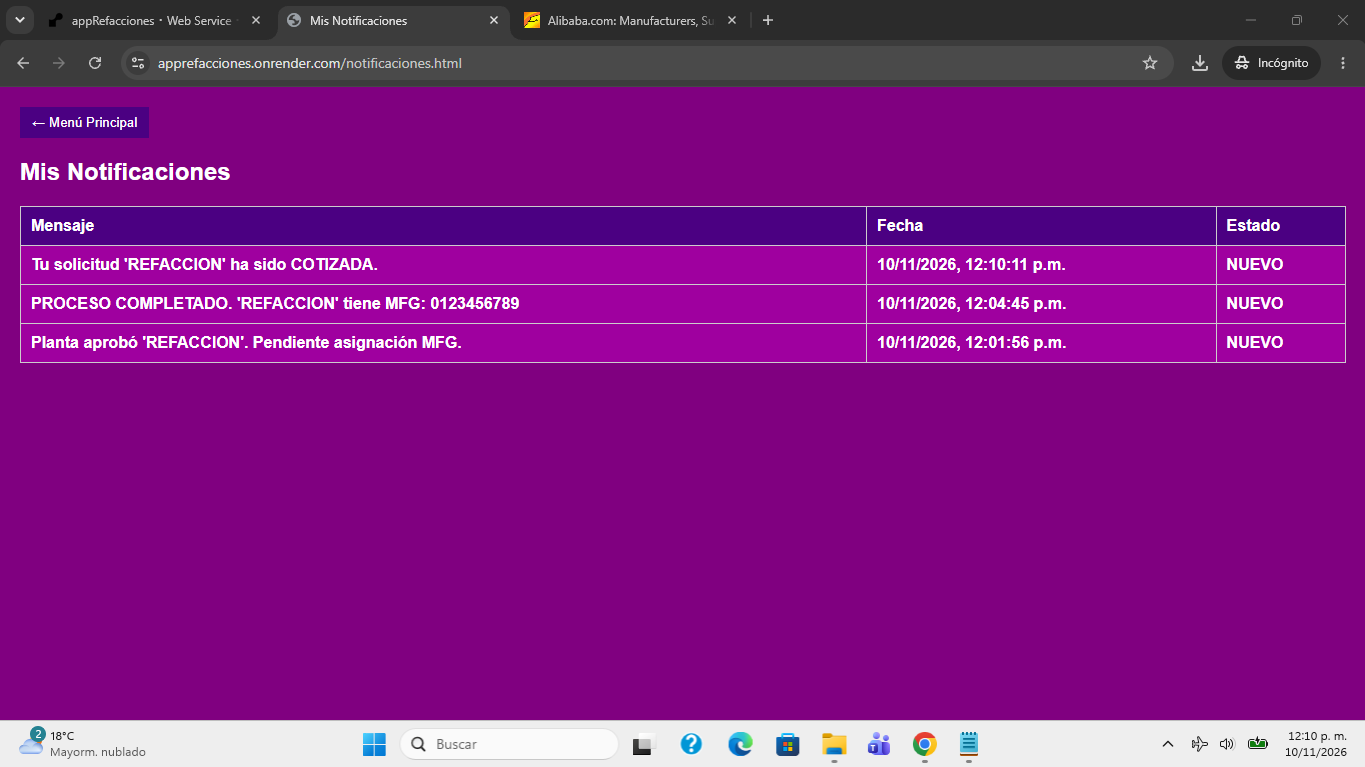 appRefacciones · Web Service
Mis Notificaciones
Alibaba.com: Manufacturers, Su
apprefacciones.onrender.com/notificaciones.html
Incógnito
← Menú Principal
Mis Notificaciones
Mensaje Fecha Estado
Tu solicitud 'REFACCION' ha sido COTIZADA. 10/11/2026, 12:10:11 p.m. NUEVO
PROCESO COMPLETADO. 'REFACCION' tiene MFG: 0123456789 10/11/2026, 12:04:45 p.m. NUEVO
Planta aprobó 'REFACCION'. Pendiente asignación MFG. 10/11/2026, 12:01:56 p.m. NUEVO
2
18°C
Mayorm. nublado
Buscar
12:10 p. m.
10/11/2026